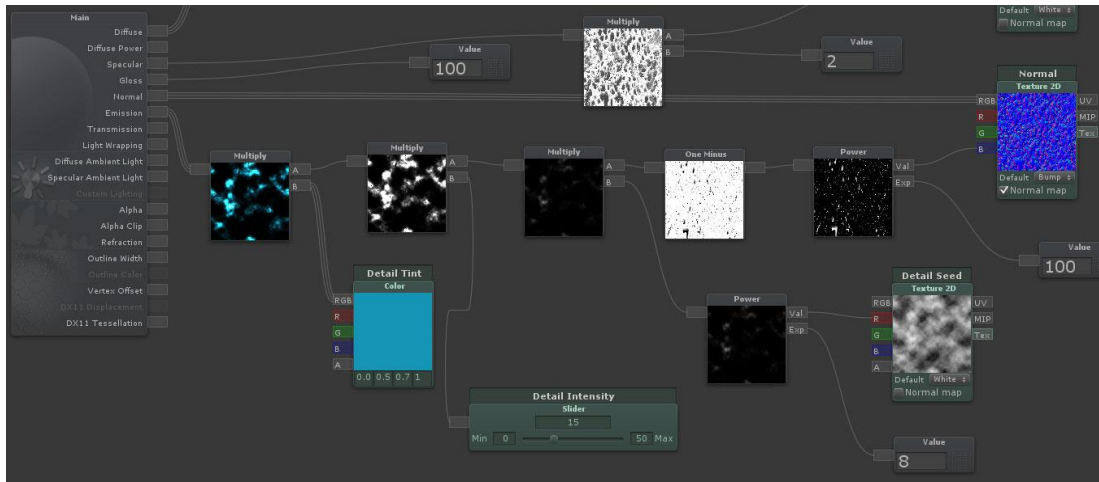 Main
Diffuse
Diffuse Power
Specular
Gloss
Normal
Emission
Transmission
Light Wrapping
Diffuse Ambient Light
Specular Ambient Light
Custom Lighting
Alpha
Alpha Clip
Refraction
Outline Width
Outline Color
Vertex Offset
DX11 Displacement
DX11 Tessellation
Value
100
Multiply
A
B
Value
2
Default White
Normal map
Normal
Texture 2D
RGB UV
R MIP
G Tex
B
Default Bump
Normal map
Multiply
A
B
Multiply
A
B
Multiply
A
B
One Minus
Power
Val
Exp
Value
100
Detail Tint
Color
RGB
R
G
B
A
0.0 0.5 0.7 1
Power
Val
Exp
Detail Seed
Texture 2D
RGB UV
R MIP
G Tex
B
A
Default White
Normal map
Detail Intensity
Slider
15
Min 0 50 Max
Value
8